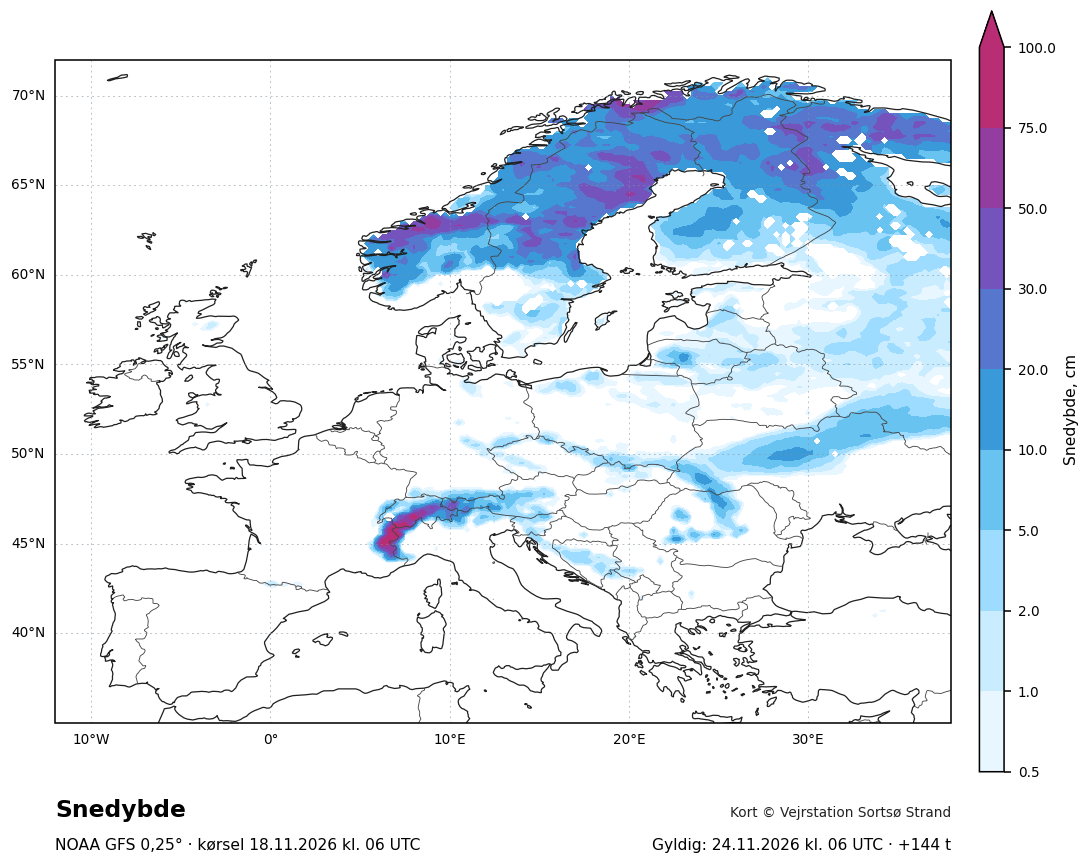 100.0
75.0
50.0
30.0
20.0
10.0
5.0
2.0
1.0
0.5
Snedybde, cm
70°N
65°N
60°N
55°N
50°N
45°N
40°N
10°W 0° 10°E 20°E 30°E
Snedybde
Kort © Vejrstation Sortsø Strand
NOAA GFS 0,25° · kørsel 18.11.2026 kl. 06 UTC
Gyldig: 24.11.2026 kl. 06 UTC · +144 t